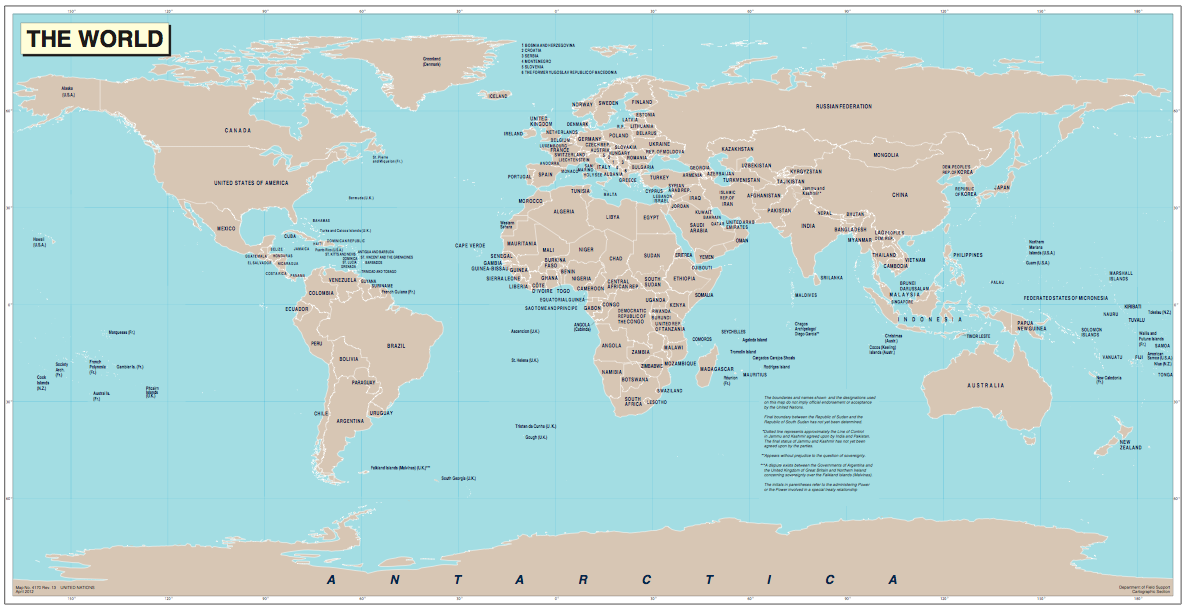 THE WORLD
1 BOSNIA AND HERZEGOVINA
2 CROATIA
3 SERBIA
4 MONTENEGRO
5 SLOVENIA
6 THE FORMER YUGOSLAV REPUBLIC OF MACEDONIA
Greenland
(Denmark)
Alaska
(U.S.A.)
ICELAND
CANADA
UNITED STATES OF AMERICA
St. Pierre
and Miquelon (Fr.)
Bermuda (U.K.)
MEXICO
Hawaii
(U.S.A.)
BAHAMAS
Turks and Caicos Islands (U.K.)
CUBA
HAITI
DOMINICAN REPUBLIC
JAMAICA
Puerto Rico (U.S.A.)
ANTIGUA AND BARBUDA
ST. KITTS AND NEVIS
DOMINICA
ST. VINCENT AND THE GRENADINES
ST. LUCIA
BARBADOS
GRENADA
TRINIDAD AND TOBAGO
BELIZE
GUATEMALA
HONDURAS
EL SALVADOR
NICARAGUA
COSTA RICA
PANAMA
VENEZUELA
GUYANA
SURINAME
French Guiana (Fr.)
COLOMBIA
ECUADOR
PERU
BRAZIL
BOLIVIA
PARAGUAY
CHILE
URUGUAY
ARGENTINA
Falkland Islands (Malvinas) (U.K.)***
South Georgia (U.K.)
Marquesas (Fr.)
Society
Arch.
(Fr.)
French
Polynesia
(Fr.)
Gambier Is. (Fr.)
Cook
Islands
(N.Z.)
Pitcairn
Islands
(U.K.)
NORWAY
SWEDEN
FINLAND
ESTONIA
LATVIA
LITHUANIA
R.F.
BELARUS
UNITED
KINGDOM
IRELAND
DENMARK
NETHERLANDS
BELGIUM
LUXEMBOURG
GERMANY
POLAND
CZECH REP.
SLOVAKIA
UKRAINE
FRANCE
SWITZERLAND
LIECHTENSTEIN
AUSTRIA
HUNGARY
REP. OF MOLDOVA
ROMANIA
ANDORRA
MONACO
SAN
MARINO
HOLY SEE
ITALY
ALBANIA
BULGARIA
GREECE
PORTUGAL
SPAIN
MALTA
TURKEY
CYPRUS
LEBANON
ISRAEL
SYRIAN
ARAB REP.
JORDAN
GEORGIA
ARMENIA
AZERBAIJAN
RUSSIAN FEDERATION
KAZAKHSTAN
UZBEKISTAN
KYRGYZSTAN
TURKMENISTAN
TAJIKISTAN
MONGOLIA
DEM. PEOPLE'S
REP. OF KOREA
REPUBLIC
OF KOREA
JAPAN
CHINA
Jammu and
Kashmir*
AFGHANISTAN
ISLAMIC
REP. OF
IRAN
IRAQ
KUWAIT
BAHRAIN
QATAR
UNITED ARAB
EMIRATES
SAUDI
ARABIA
OMAN
YEMEN
PAKISTAN
NEPAL
BHUTAN
INDIA
BANGLADESH
MYANMAR
LAO PEOPLE'S
DEM. REP.
THAILAND
VIETNAM
CAMBODIA
PHILIPPINES
SRI LANKA
MALDIVES
BRUNEI
DARUSSALAM
MALAYSIA
SINGAPORE
INDONESIA
TIMOR LESTE
PAPUA
NEW GUINEA
PALAU
Northern
Mariana
Islands (U.S.A.)
Guam (U.S.A.)
MARSHALL
ISLANDS
FEDERATED STATES OF MICRONESIA
NAURU
KIRIBATI
TUVALU
Tokelau (N.Z.)
SOLOMON
ISLANDS
Wallis and
Futuna Islands
(Fr.)
SAMOA
American
Samoa (U.S.A.)
VANUATU
FIJI
Niue (N.Z.)
TONGA
New Caledonia
(Fr.)
AUSTRALIA
NEW
ZEALAND
Christmas
(Austr.)
Cocos (Keeling)
Islands (Austr.)
MOROCCO
TUNISIA
ALGERIA
LIBYA
EGYPT
Western
Sahara
CAPE VERDE
MAURITANIA
MALI
NIGER
CHAD
SUDAN
ERITREA
DJIBOUTI
SENEGAL
GAMBIA
GUINEA-BISSAU
GUINEA
SIERRA LEONE
LIBERIA
BURKINA
FASO
CÔTE
D'IVOIRE
GHANA
TOGO
BENIN
NIGERIA
CAMEROON
CENTRAL
AFRICAN REP.
SOUTH
SUDAN
ETHIOPIA
SOMALIA
EQUATORIAL GUINEA
SAO TOME AND PRINCIPE
GABON
CONGO
UGANDA
KENYA
DEMOCRATIC
REPUBLIC OF
THE CONGO
RWANDA
BURUNDI
UNITED REP.
OF TANZANIA
ANGOLA
(Cabinda)
ANGOLA
ZAMBIA
MALAWI
MOZAMBIQUE
ZIMBABWE
NAMIBIA
BOTSWANA
SWAZILAND
SOUTH
AFRICA
LESOTHO
MADAGASCAR
COMOROS
SEYCHELLES
Réunion
(Fr.)
MAURITIUS
Agalega Island
Tromelin Island
Cargados Carajos Shoals
Rodrigues Island
Chagos
Archipelago/
Diego Garcia**
Ascension (U.K.)
St. Helena (U.K.)
Tristan da Cunha (U.K.)
Gough (U.K.)
The boundaries and names shown and the designations used
on this map do not imply official endorsement or acceptance
by the United Nations.
Final boundary between the Republic of Sudan and the
Republic of South Sudan has not yet been determined.
*Dotted line represents approximately the Line of Control
in Jammu and Kashmir agreed upon by India and Pakistan.
The final status of Jammu and Kashmir has not yet been
agreed upon by the parties.
**Appears without prejudice to the question of sovereignty.
***A dispute exists between the Governments of Argentina and
the United Kingdom of Great Britain and Northern Ireland
concerning sovereignty over the Falkland Islands (Malvinas).
The initials in parentheses refer to the administering Power
or the Power involved in a special treaty relationship.
ANTARCTICA
Map No. 4170 Rev. 13 UNITED NATIONS
April 2012
Department of Field Support
Cartographic Section